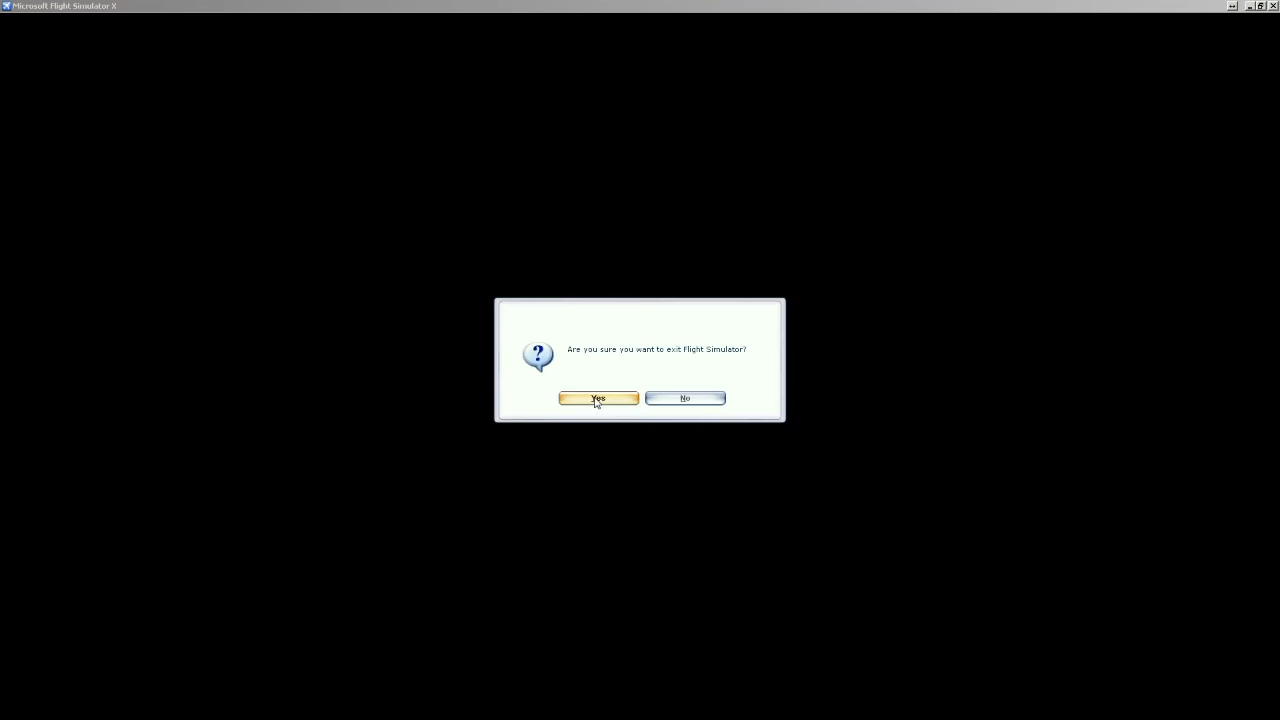 Microsoft Flight Simulator X
Are you sure you want to exit Flight Simulator?
Yes
No